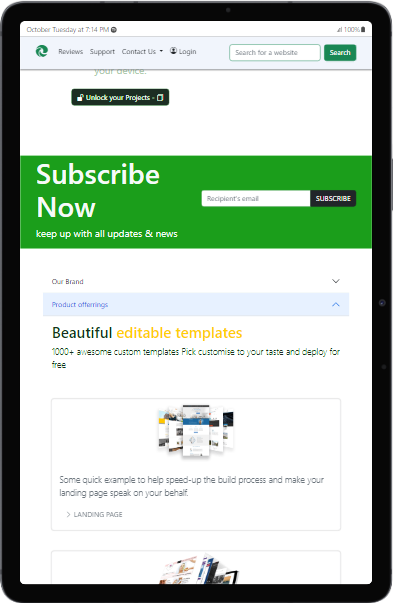 October Tuesday at 7:14 PM
100%
Reviews Support Contact Us Login
Search for a website
Search
your device.
Unlock your Projects -
Subscribe
Now
keep up with all updates & news
Recipient's email
SUBSCRIBE
Our Brand
Product offerrings
Beautiful editable templates
1000+ awesome custom templates Pick customise to your taste and deploy for
free
Some quick example to help speed-up the build process and make your
landing page speak on your behalf.
LANDING PAGE